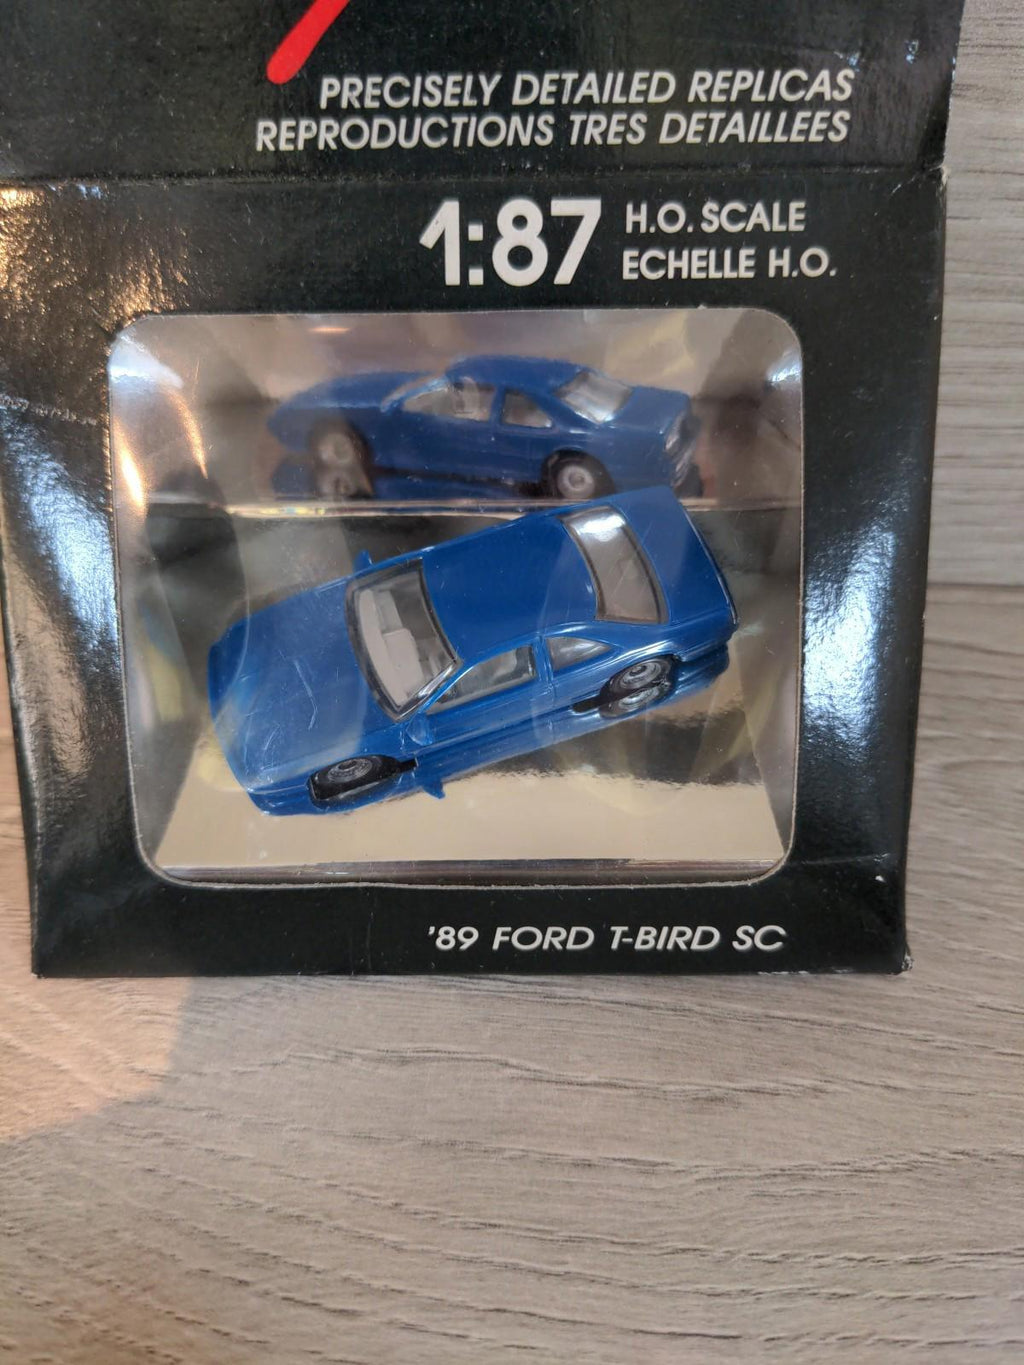 PRECISELY DETAILED REPLICAS
REPRODUCTIONS TRES DETAILLEES
1:87 H.O. SCALE
ECHELLE H.O.
'89 FORD T-BIRD SC